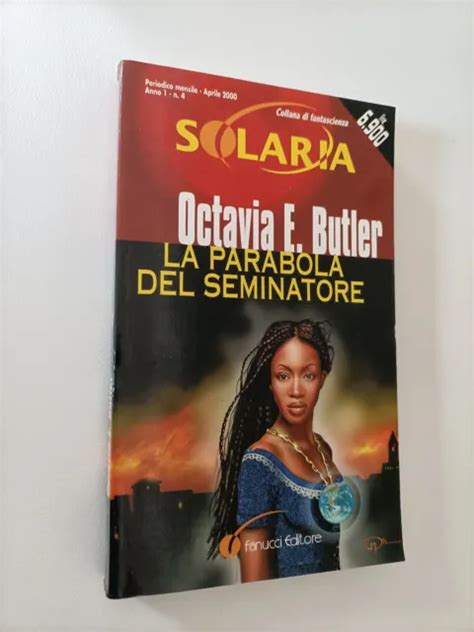 Periodico mensile - Aprile 2000
Anno 1 - n. 4
Collana di fantascienza
lire
6.900
SOLARIA
Octavia E. Butler
LA PARABOLA
DEL SEMINATORE
fanucci Editore